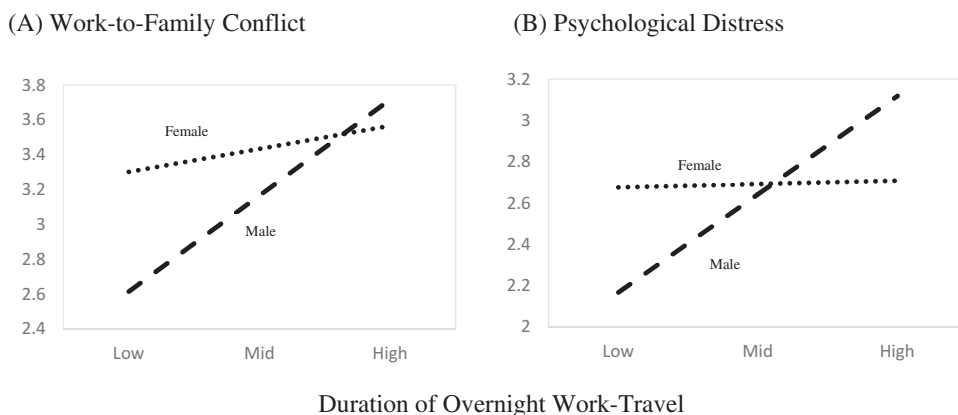 (A) Work-to-Family Conflict
3.8
3.6
3.4
3.2
3
2.8
2.6
2.4
Female
Male
Low Mid High
(B) Psychological Distress
3.2
3
2.8
2.6
2.4
2.2
2
Female
Male
Low Mid High
Duration of Overnight Work-Travel